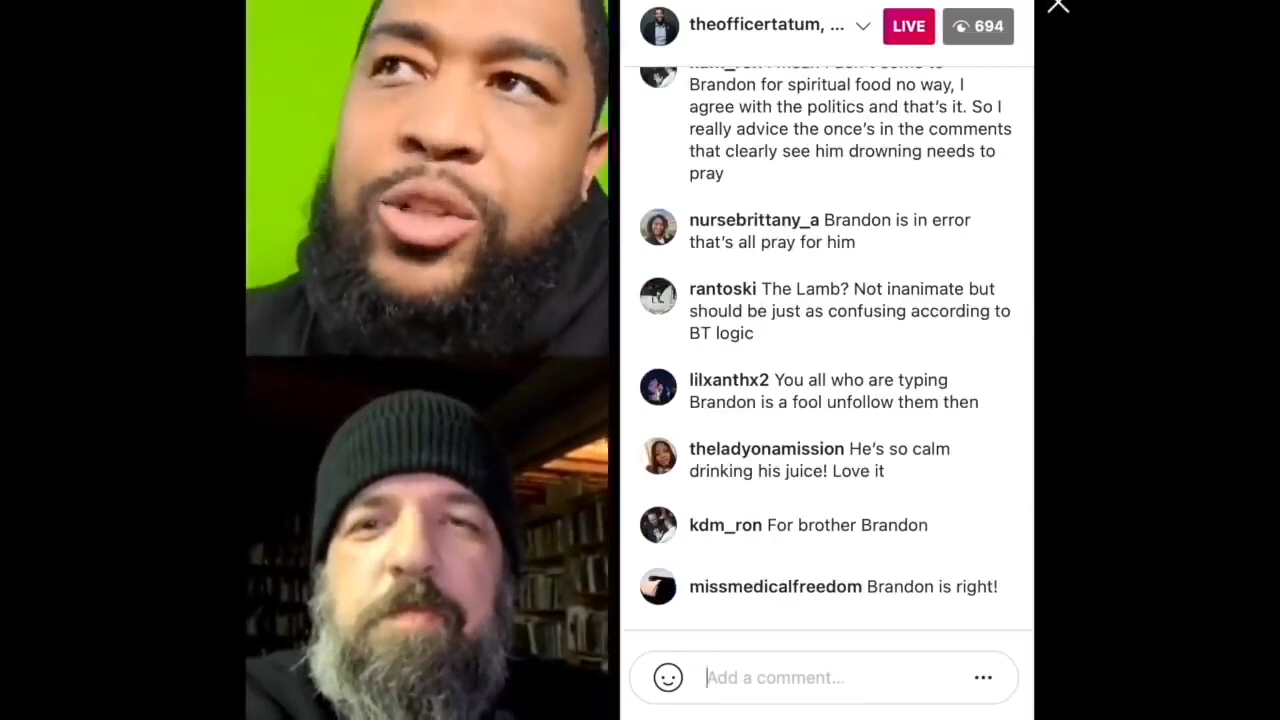 theofficertatum, ...
LIVE
694
Brandon for spiritual food no way, I
agree with the politics and that's it. So I
really advice the once's in the comments
that clearly see him drowning needs to
pray
nursebrittany_a Brandon is in error
that's all pray for him
rantoski The Lamb? Not inanimate but
should be just as confusing according to
BT logic
lilxanthx2 You all who are typing
Brandon is a fool unfollow them then
theladyonamission He's so calm
drinking his juice! Love it
kdm_ron For brother Brandon
missmedicalfreedom Brandon is right!
Add a comment...